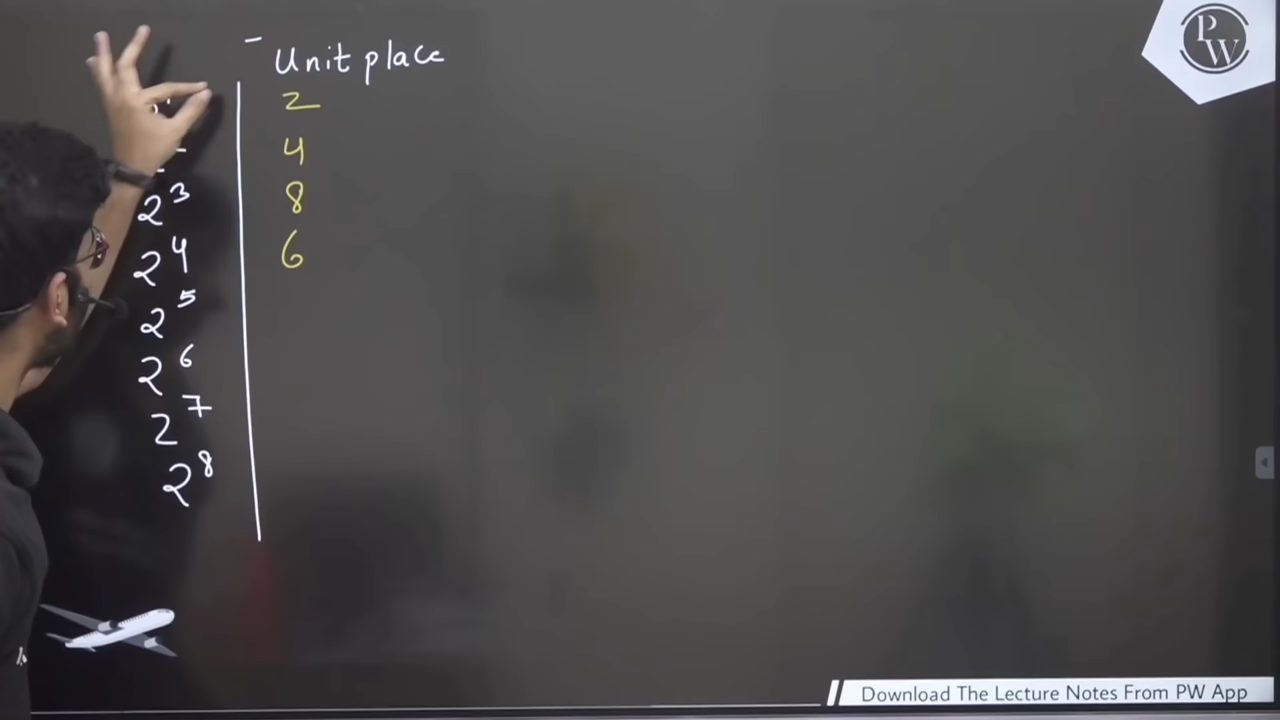 Unit place
2
4
2³ 8
2⁴ 6
2⁵
2⁶
2⁷
2⁸
PW
Download The Lecture Notes From PW App